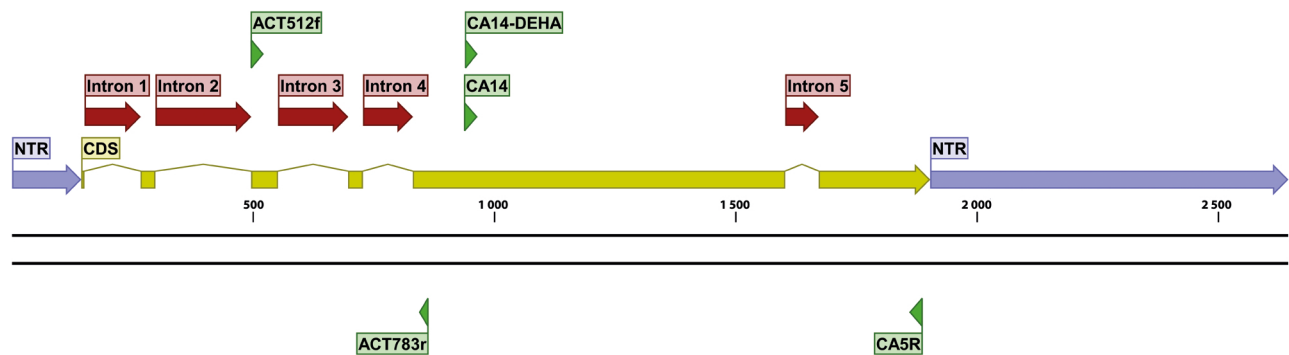 ACT512f CA14-DEHA
Intron 1 Intron 2 Intron 3 Intron 4 CA14 Intron 5
NTR CDS NTR
500 1 000 1 500 2 000 2 500
ACT783r CA5R